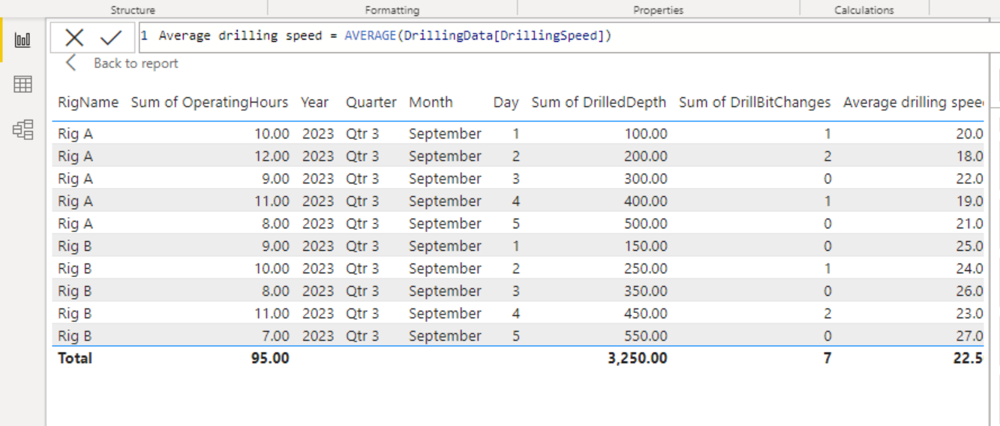 Structure Formatting Properties Calculations
1 Average drilling speed = AVERAGE(DrillingData[DrillingSpeed])
Back to report
RigName Sum of OperatingHours Year Quarter Month Day Sum of DrilledDepth Sum of DrillBitChanges Average drilling speed
Rig A 10.00 2023 Qtr 3 September 1 100.00 1 20.0
Rig A 12.00 2023 Qtr 3 September 2 200.00 2 18.0
Rig A 9.00 2023 Qtr 3 September 3 300.00 0 22.0
Rig A 11.00 2023 Qtr 3 September 4 400.00 1 19.0
Rig A 8.00 2023 Qtr 3 September 5 500.00 0 21.0
Rig B 9.00 2023 Qtr 3 September 1 150.00 0 25.0
Rig B 10.00 2023 Qtr 3 September 2 250.00 1 24.0
Rig B 8.00 2023 Qtr 3 September 3 350.00 0 26.0
Rig B 11.00 2023 Qtr 3 September 4 450.00 2 23.0
Rig B 7.00 2023 Qtr 3 September 5 550.00 0 27.0
Total 95.00 3,250.00 7 22.5